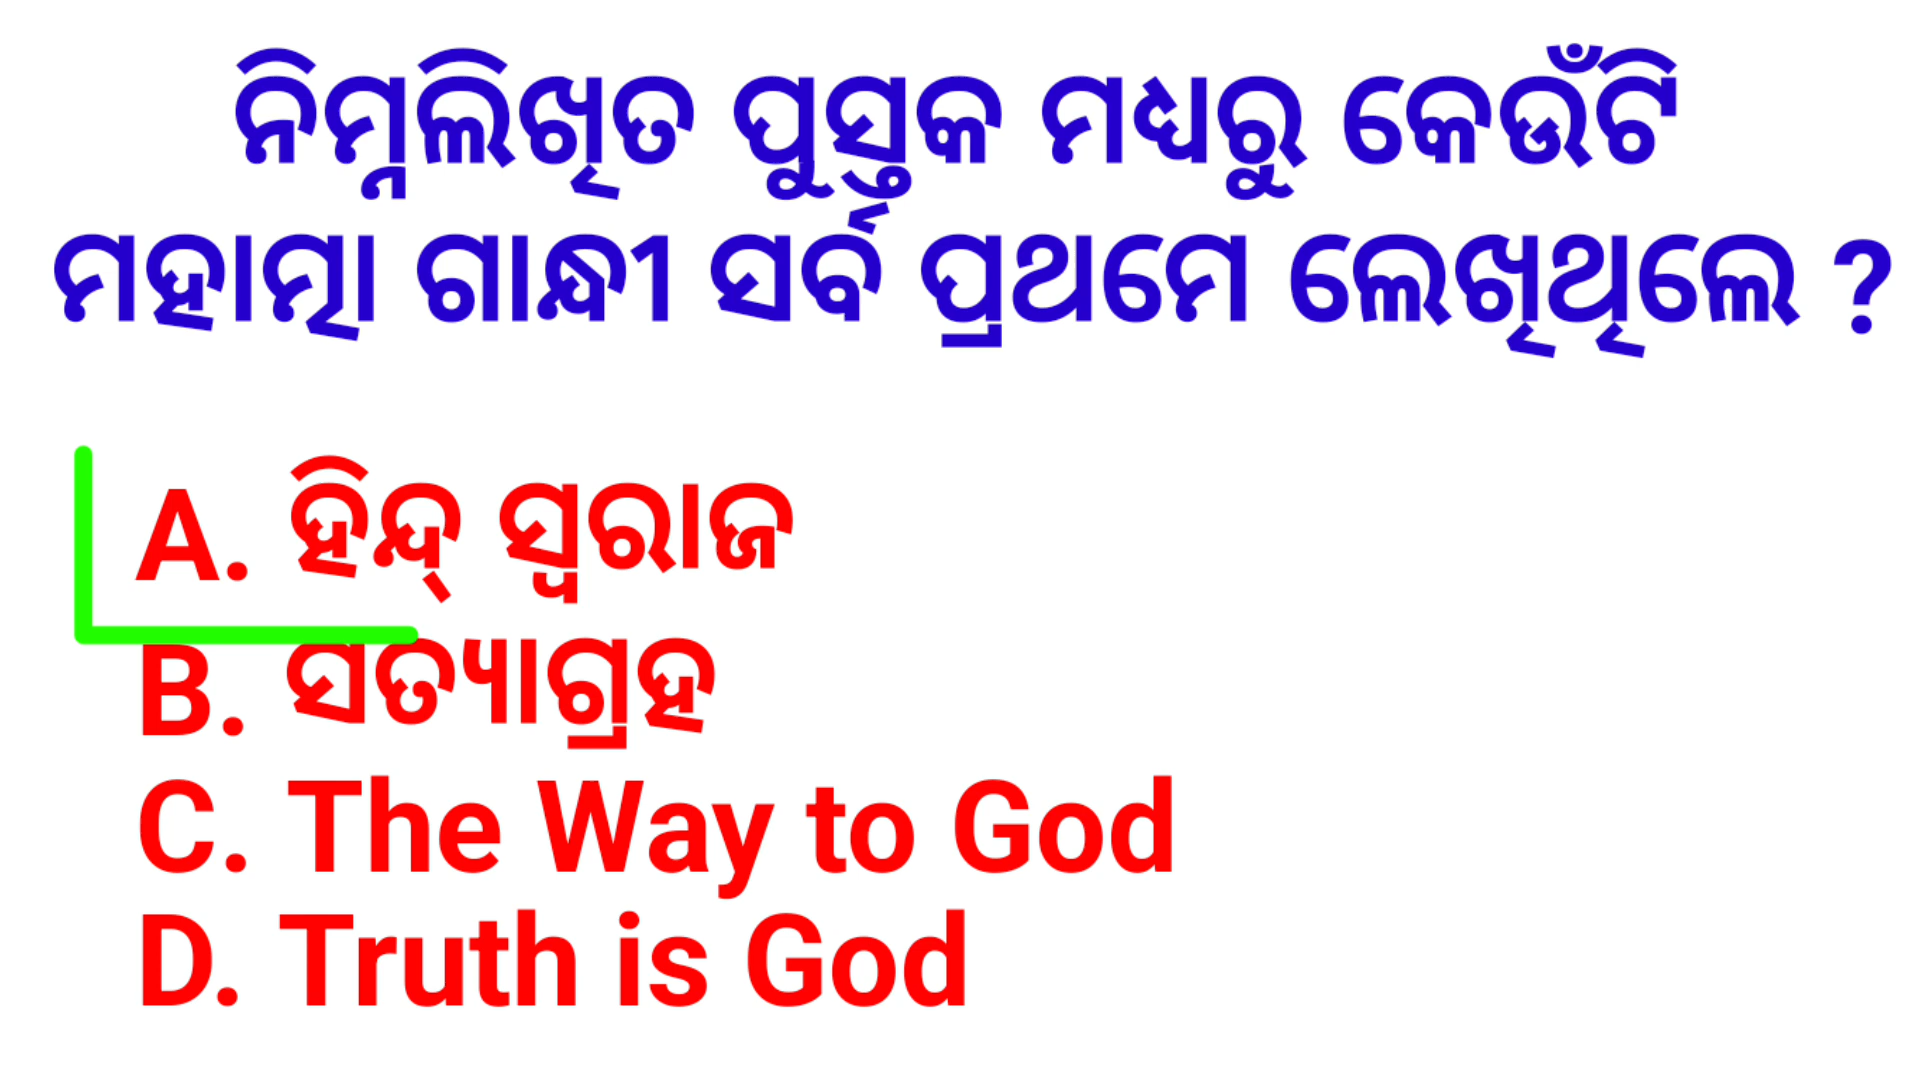 ନିମ୍ନଲିଖିତ ପୁସ୍ତକ ମଧ୍ୟରୁ କେଉଁଟି
ମହାତ୍ମା ଗାନ୍ଧୀ ସର୍ବ ପ୍ରଥମେ ଲେଖିଥିଲେ ?
A. ହିନ୍ଦ୍ ସ୍ୱରାଜ
B. ସତ୍ୟାଗ୍ରହ
C. The Way to God
D. Truth is God